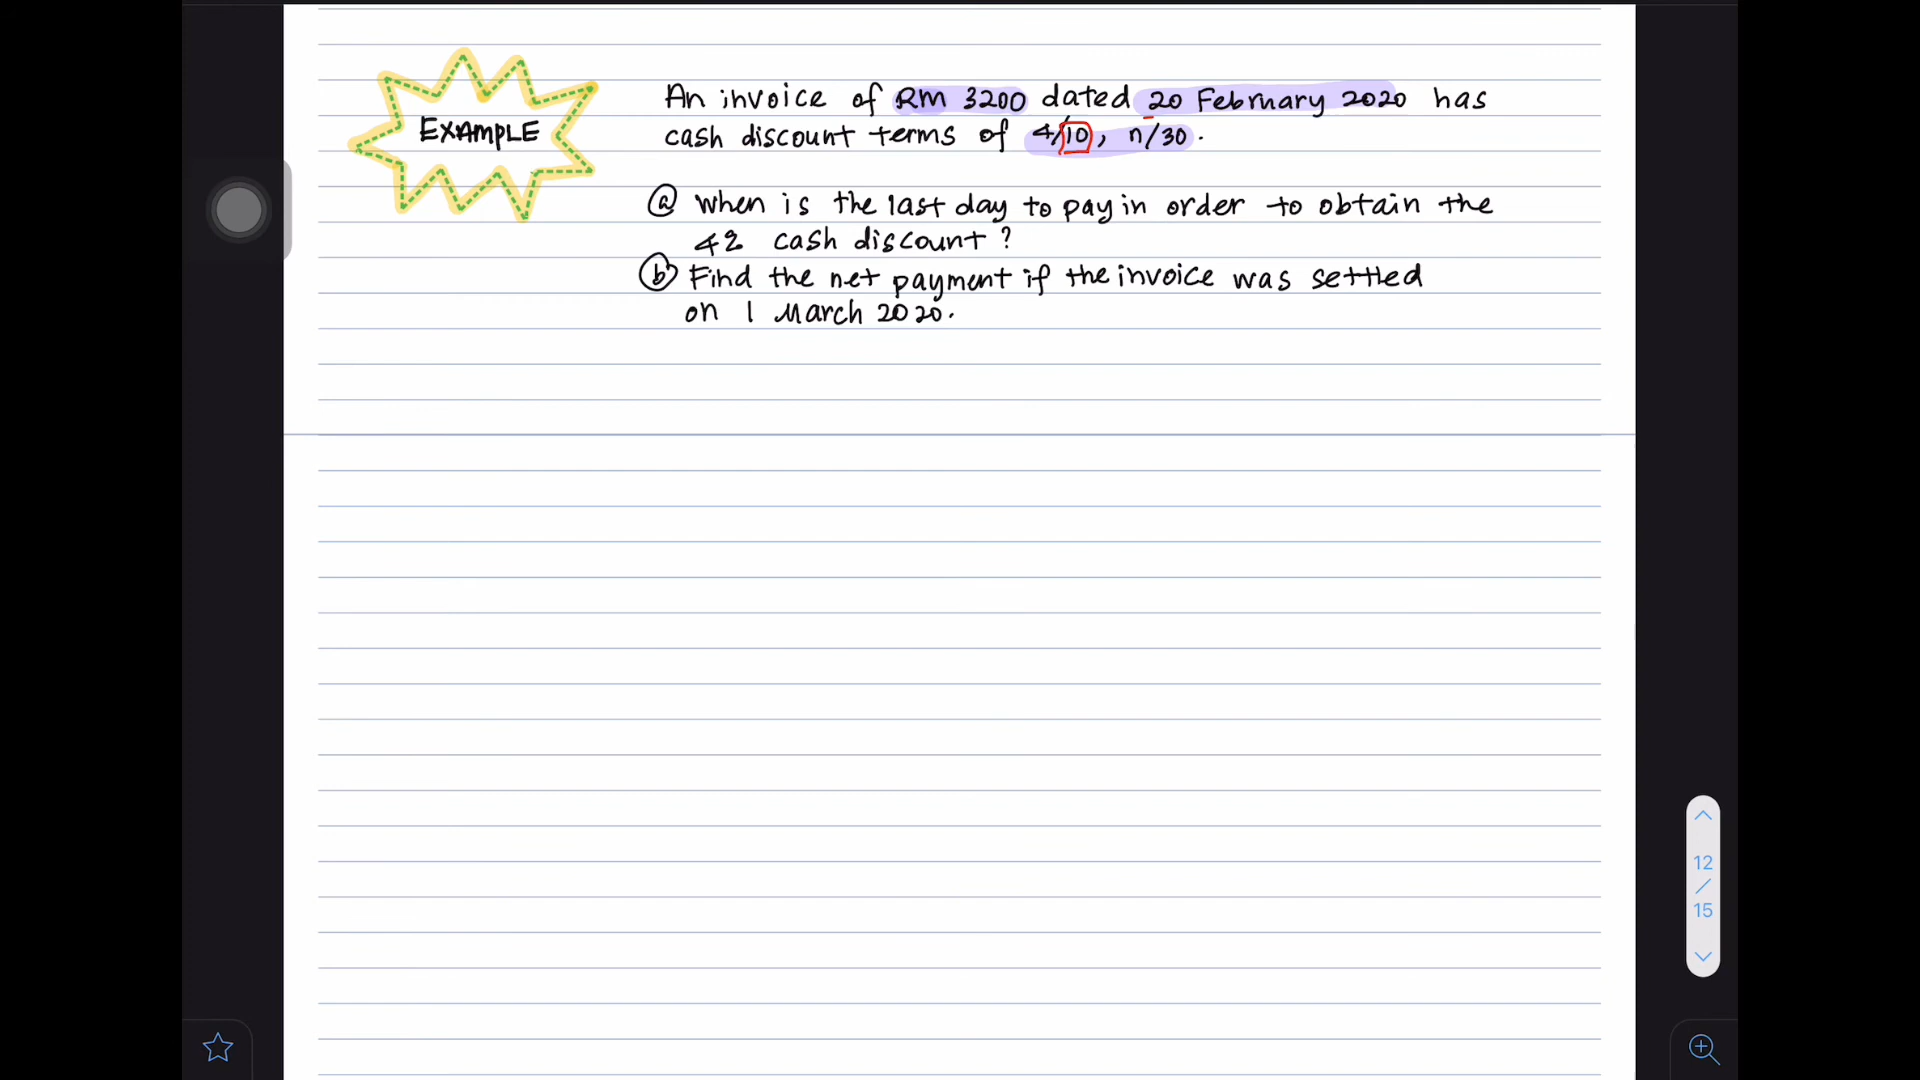 EXAMPLE
An invoice of RM 3200 dated 20 February 2020 has
cash discount terms of 4/10, n/30.
(a) When is the last day to pay in order to obtain the
4% cash discount?
(b) Find the net payment if the invoice was settled
on 1 March 2020.
12
/
15